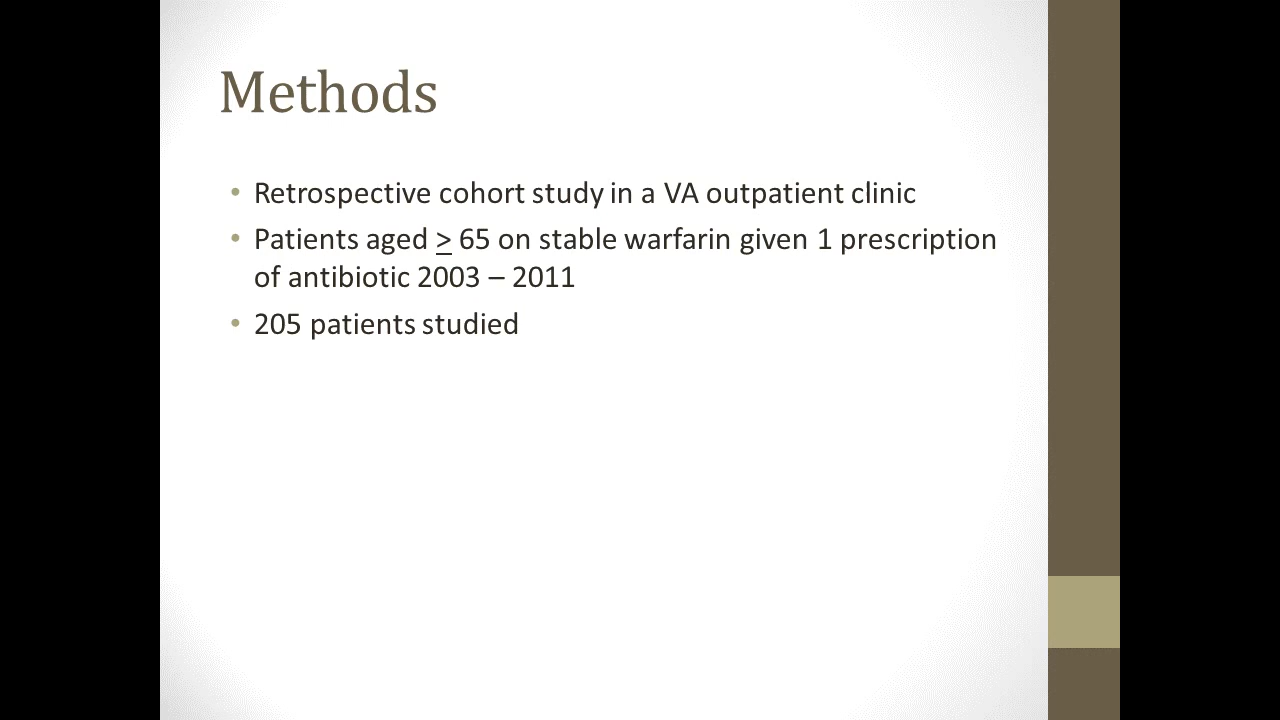 Methods
• Retrospective cohort study in a VA outpatient clinic
• Patients aged > 65 on stable warfarin given 1 prescription
of antibiotic 2003 – 2011
• 205 patients studied